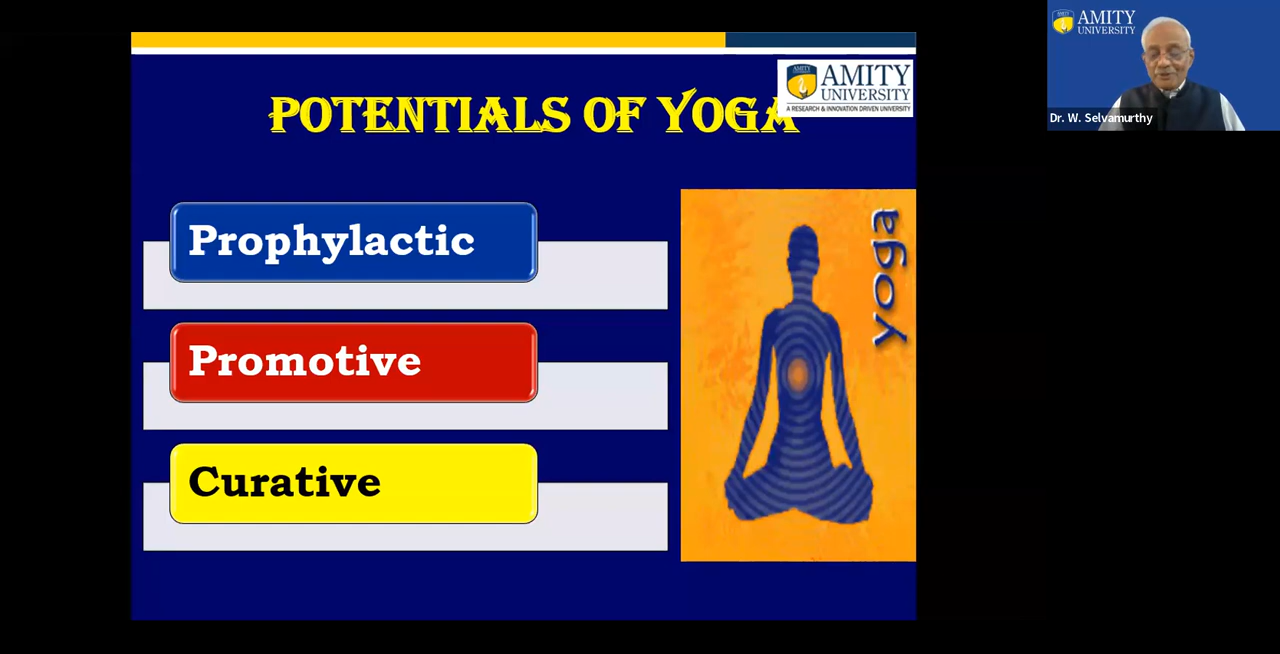 POTENTIALS OF YOGA
AMITY
UNIVERSITY
A RESEARCH & INNOVATION DRIVEN UNIVERSITY
Prophylactic
Promotive
Curative
yoga
AMITY
UNIVERSITY
Dr. W. Selvamurthy